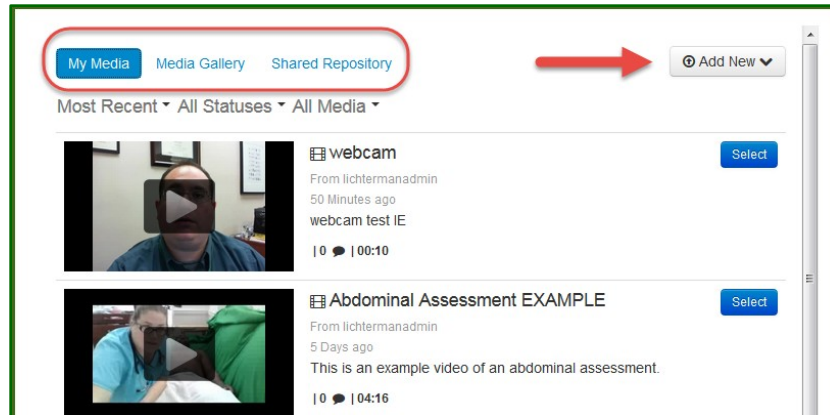 My Media Media Gallery Shared Repository Add New
Most Recent All Statuses All Media
webcam Select
From lichtermanadmin
50 Minutes ago
webcam test IE
| 0 | 00:10
Abdominal Assessment EXAMPLE Select
From lichtermanadmin
5 Days ago
This is an example video of an abdominal assessment.
| 0 | 04:16